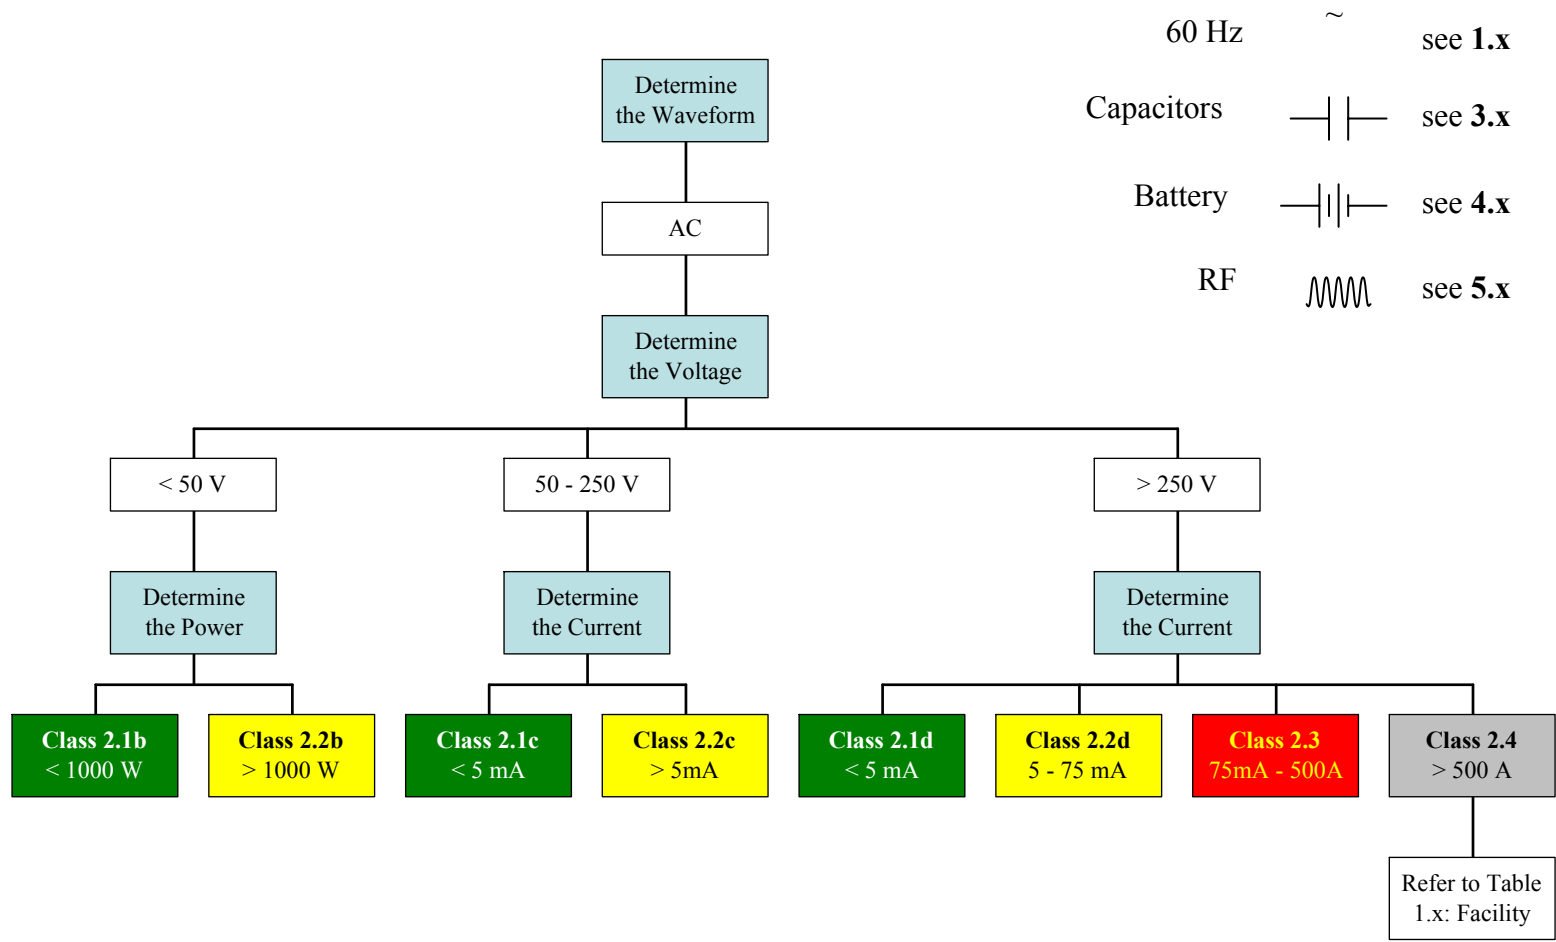 60 Hz ~ see 1.x
Capacitors see 3.x
Battery see 4.x
RF see 5.x
Determine
the Waveform
AC
Determine
the Voltage
< 50 V
50 - 250 V
> 250 V
Determine
the Power
Determine
the Current
Determine
the Current
Class 2.1b
< 1000 W
Class 2.2b
> 1000 W
Class 2.1c
< 5 mA
Class 2.2c
> 5mA
Class 2.1d
< 5 mA
Class 2.2d
5 - 75 mA
Class 2.3
75mA - 500A
Class 2.4
> 500 A
Refer to Table
1.x: Facility